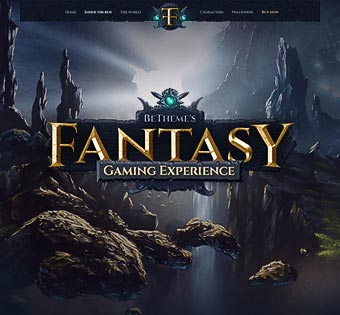 Home Inside the box The World Characters Wallpapers Buy now
BeTheme's
Fantasy
Gaming Experience